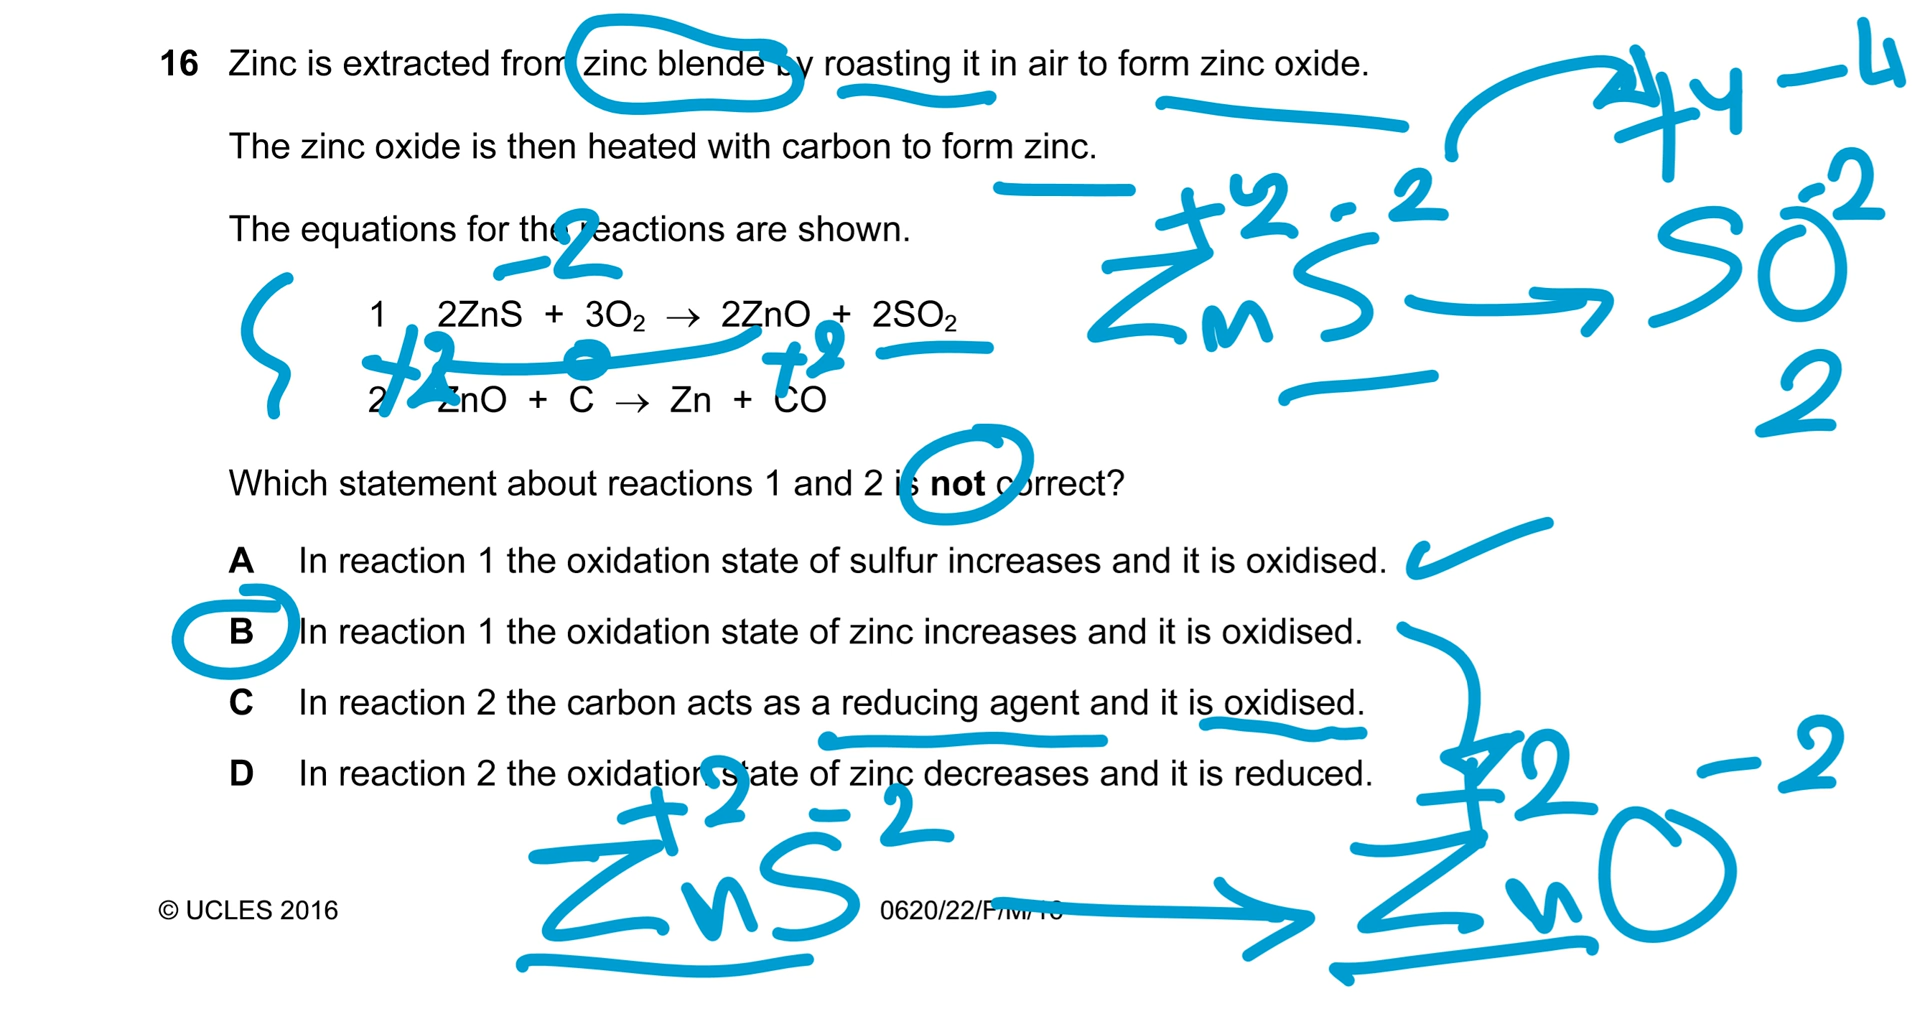 16 Zinc is extracted from zinc blende by roasting it in air to form zinc oxide.
+4 -4
The zinc oxide is then heated with carbon to form zinc.
+2 -2 -2
The equations for the reactions are shown.
-2
ZnS → SO2
1 2ZnS + 3O₂ → 2ZnO + 2SO₂
+2 0 +2
2 ZnO + C → Zn + CO
Which statement about reactions 1 and 2 is not correct?
A In reaction 1 the oxidation state of sulfur increases and it is oxidised. ✓
B In reaction 1 the oxidation state of zinc increases and it is oxidised.
C In reaction 2 the carbon acts as a reducing agent and it is oxidised.
D In reaction 2 the oxidation state of zinc decreases and it is reduced.
+2 -2 +2 -2
ZnS → ZnO
© UCLES 2016 0620/22/F/M/16